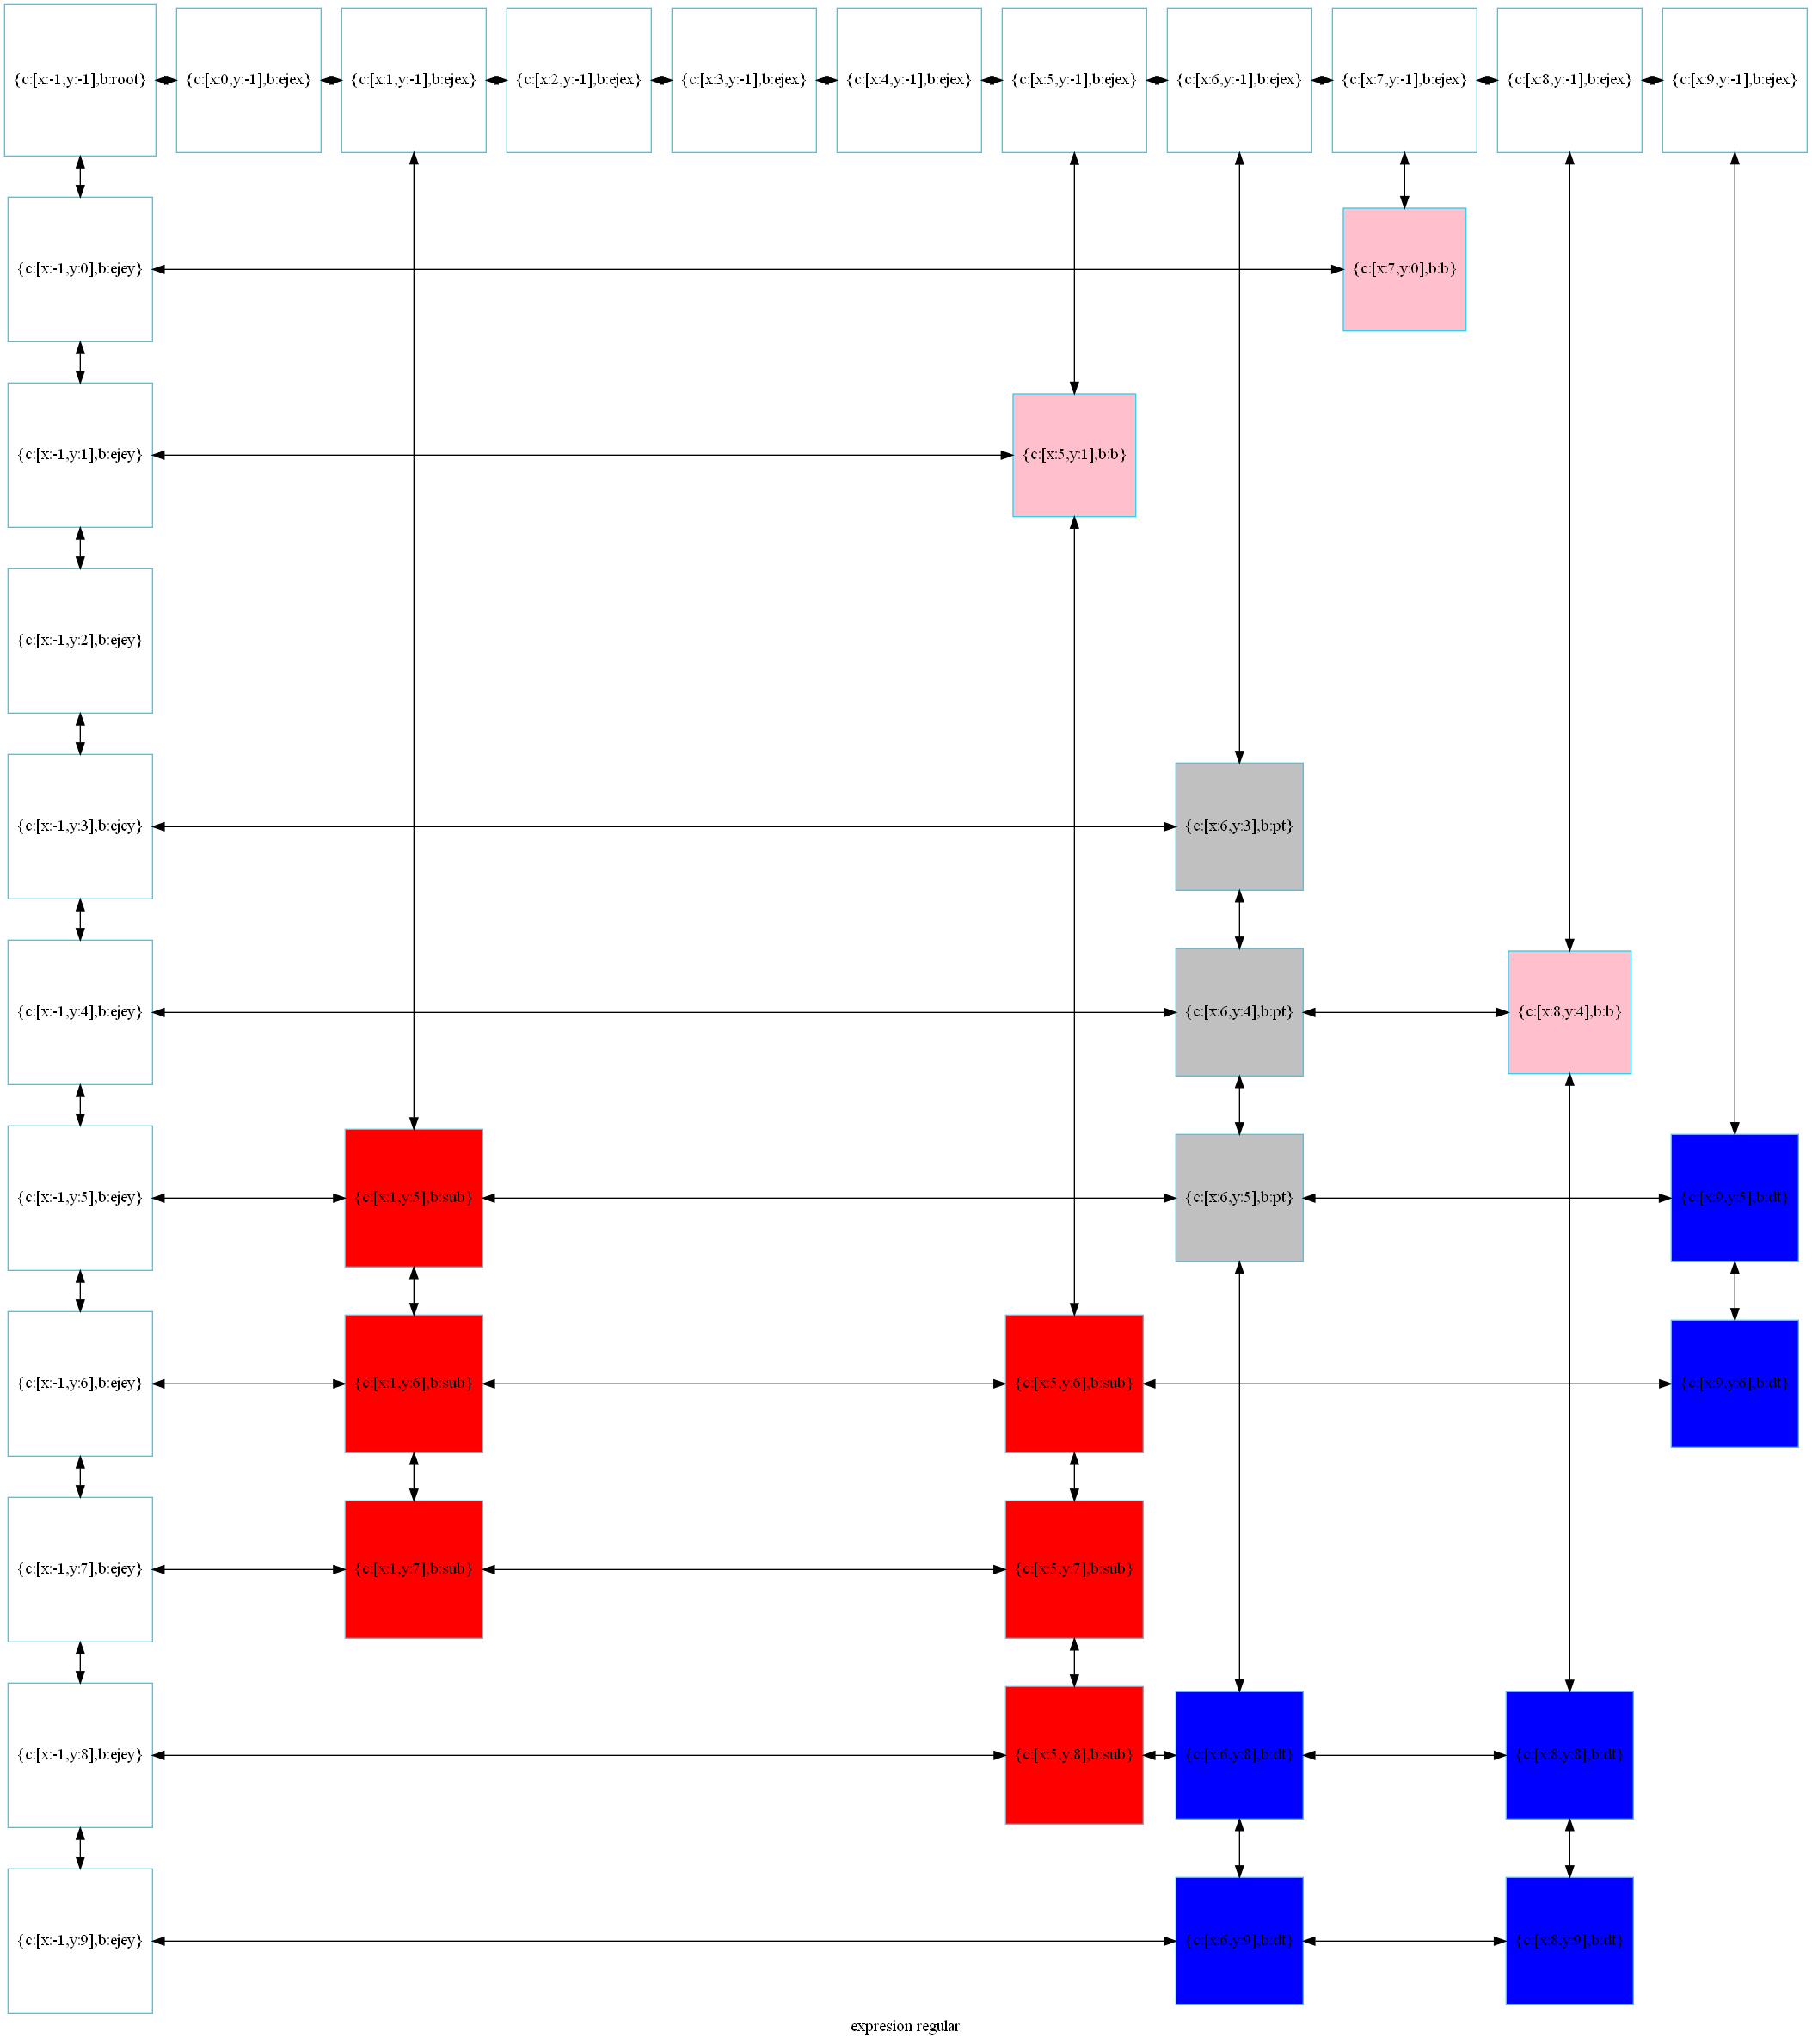 {c:[x:-1,y:-1],b:root} {c:[x:0,y:-1],b:ejex} {c:[x:1,y:-1],b:ejex} {c:[x:2,y:-1],b:ejex} {c:[x:3,y:-1],b:ejex} {c:[x:4,y:-1],b:ejex} {c:[x:5,y:-1],b:ejex} {c:[x:6,y:-1],b:ejex} {c:[x:7,y:-1],b:ejex} {c:[x:8,y:-1],b:ejex} {c:[x:9,y:-1],b:ejex}
{c:[x:-1,y:0],b:ejey} {c:[x:7,y:0],b:b}
{c:[x:-1,y:1],b:ejey} {c:[x:5,y:1],b:b}
{c:[x:-1,y:2],b:ejey}
{c:[x:-1,y:3],b:ejey} {c:[x:6,y:3],b:pt}
{c:[x:-1,y:4],b:ejey} {c:[x:6,y:4],b:pt} {c:[x:8,y:4],b:b}
{c:[x:-1,y:5],b:ejey} {c:[x:1,y:5],b:sub} {c:[x:6,y:5],b:pt} {c:[x:9,y:5],b:dt}
{c:[x:-1,y:6],b:ejey} {c:[x:1,y:6],b:sub} {c:[x:5,y:6],b:sub} {c:[x:9,y:6],b:dt}
{c:[x:-1,y:7],b:ejey} {c:[x:1,y:7],b:sub} {c:[x:5,y:7],b:sub}
{c:[x:-1,y:8],b:ejey} {c:[x:5,y:8],b:sub} {c:[x:6,y:8],b:dt} {c:[x:8,y:8],b:dt}
{c:[x:-1,y:9],b:ejey} {c:[x:6,y:9],b:dt} {c:[x:8,y:9],b:dt}
expresion regular